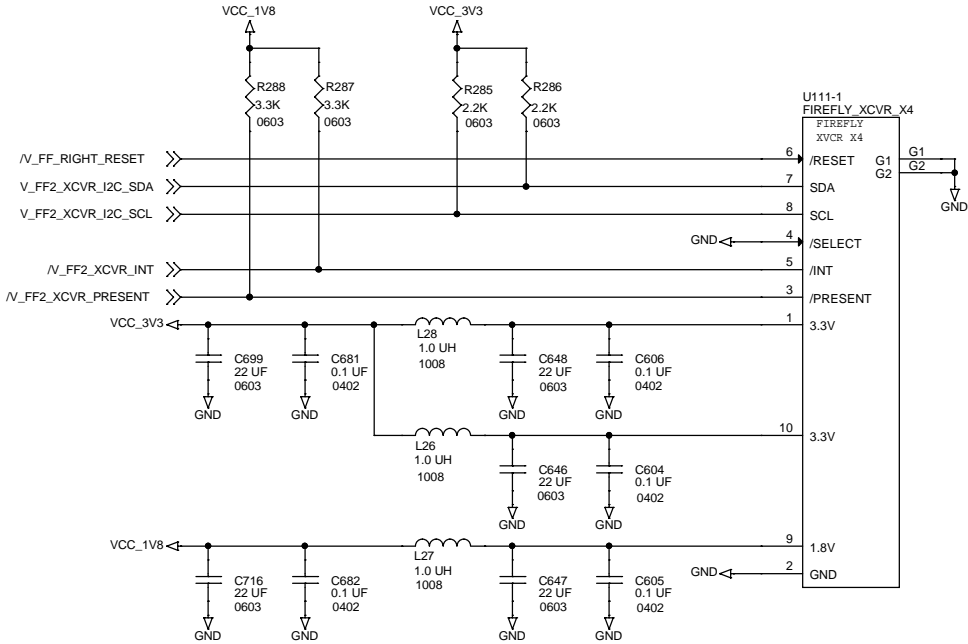 VCC_1V8
VCC_3V3
R288
3.3K
0603
R287
3.3K
0603
R285
2.2K
0603
R286
2.2K
0603
U111-1
FIREFLY_XCVR_X4
FIREFLY
XVCR X4
/V_FF_RIGHT_RESET
6
/RESET
G1
G1
G2
G2
GND
V_FF2_XCVR_I2C_SDA
7
SDA
V_FF2_XCVR_I2C_SCL
8
SCL
GND
4
/SELECT
/V_FF2_XCVR_INT
5
/INT
/V_FF2_XCVR_PRESENT
3
/PRESENT
VCC_3V3
1
3.3V
L28
1.0 UH
1008
C699
22 UF
0603
GND
C681
0.1 UF
0402
GND
C648
22 UF
0603
GND
C606
0.1 UF
0402
GND
10
3.3V
L26
1.0 UH
1008
C646
22 UF
0603
GND
C604
0.1 UF
0402
GND
VCC_1V8
9
1.8V
L27
1.0 UH
1008
GND
2
GND
C716
22 UF
0603
GND
C682
0.1 UF
0402
GND
C647
22 UF
0603
GND
C605
0.1 UF
0402
GND